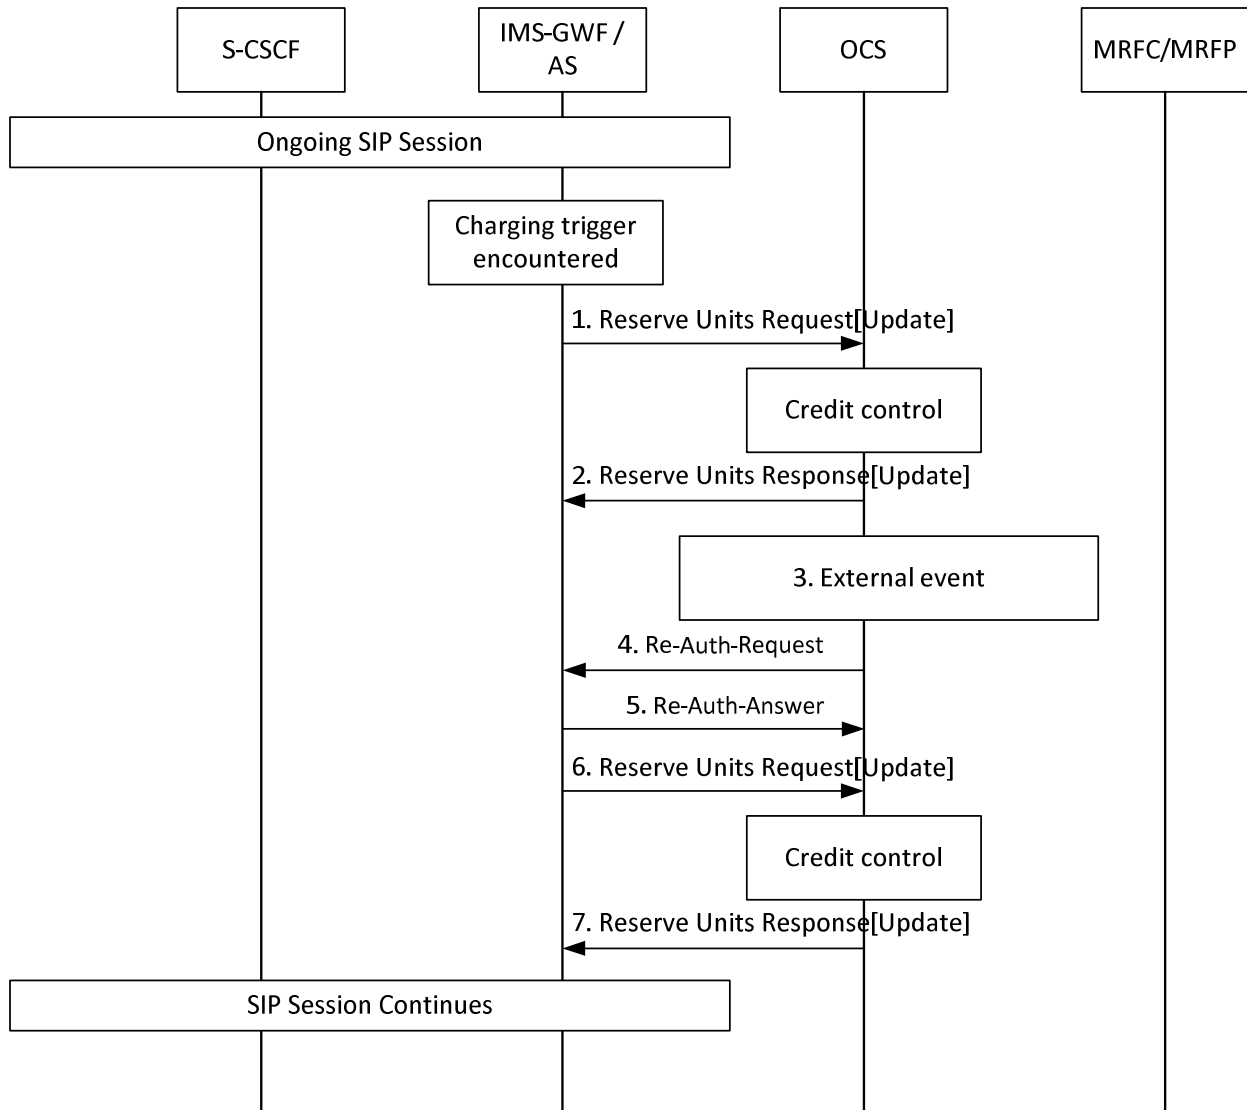 S-CSCF
IMS-GWF /
AS
OCS
MRFC/MRFP
Ongoing SIP Session
Charging trigger
encountered
1. Reserve Units Request[Update]
Credit control
2. Reserve Units Response[Update]
3. External event
4. Re-Auth-Request
5. Re-Auth-Answer
6. Reserve Units Request[Update]
Credit control
7. Reserve Units Response[Update]
SIP Session Continues